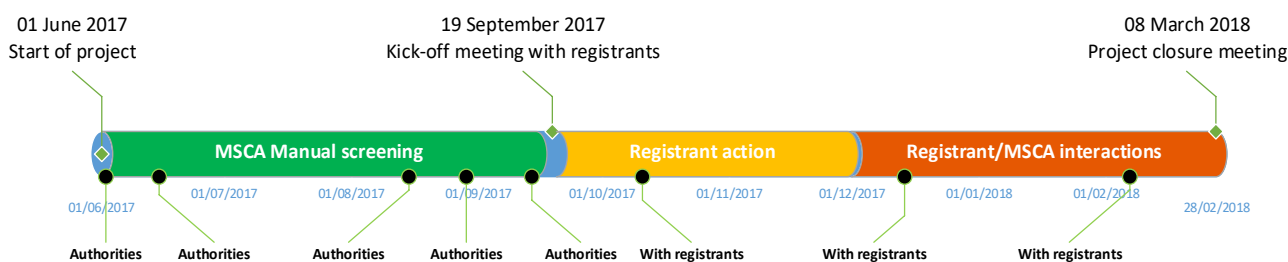 01 June 2017
Start of project
19 September 2017
Kick-off meeting with registrants
08 March 2018
Project closure meeting
MSCA Manual screening
Registrant action
Registrant/MSCA interactions
01/06/2017
01/07/2017
01/08/2017
01/09/2017
01/10/2017
01/11/2017
01/12/2017
01/01/2018
01/02/2018
28/02/2018
Authorities
Authorities
Authorities
Authorities
Authorities
With registrants
With registrants
With registrants